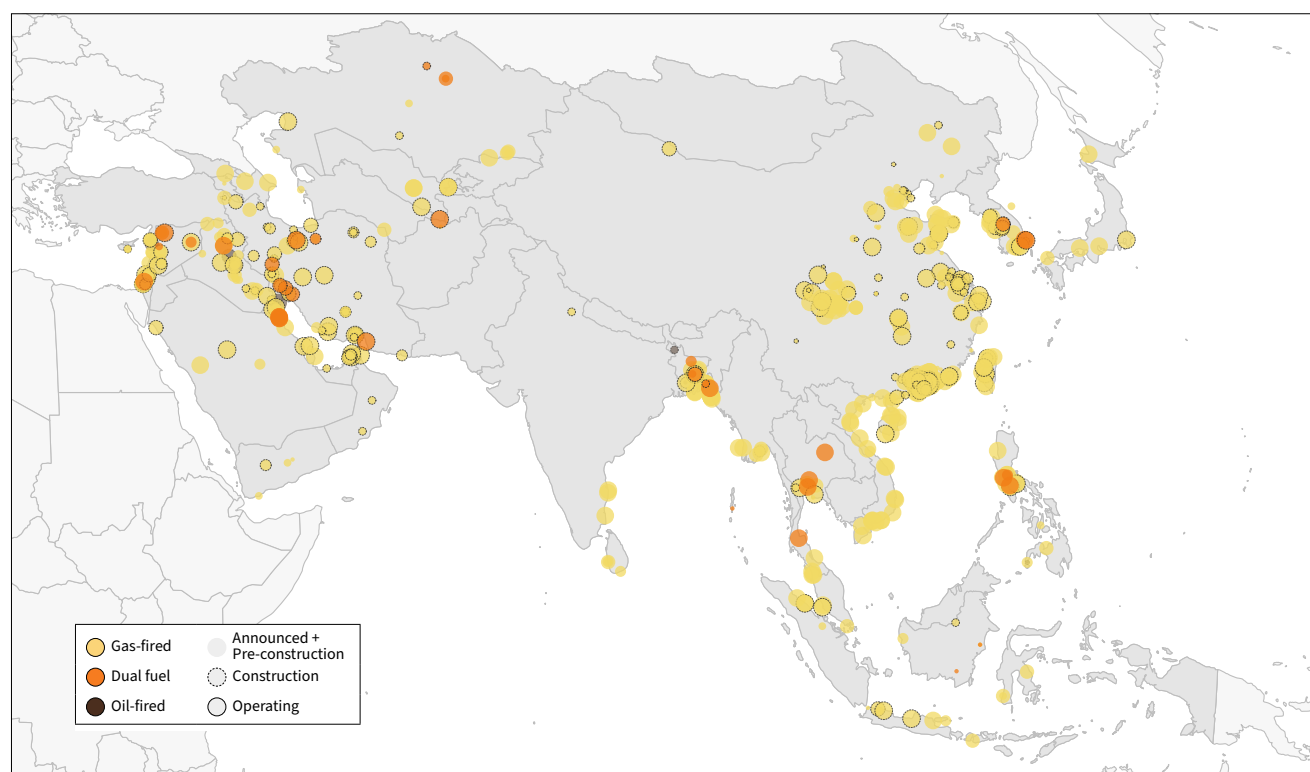 Gas-fired
Announced +
Pre-construction
Dual fuel
Construction
Oil-fired
Operating